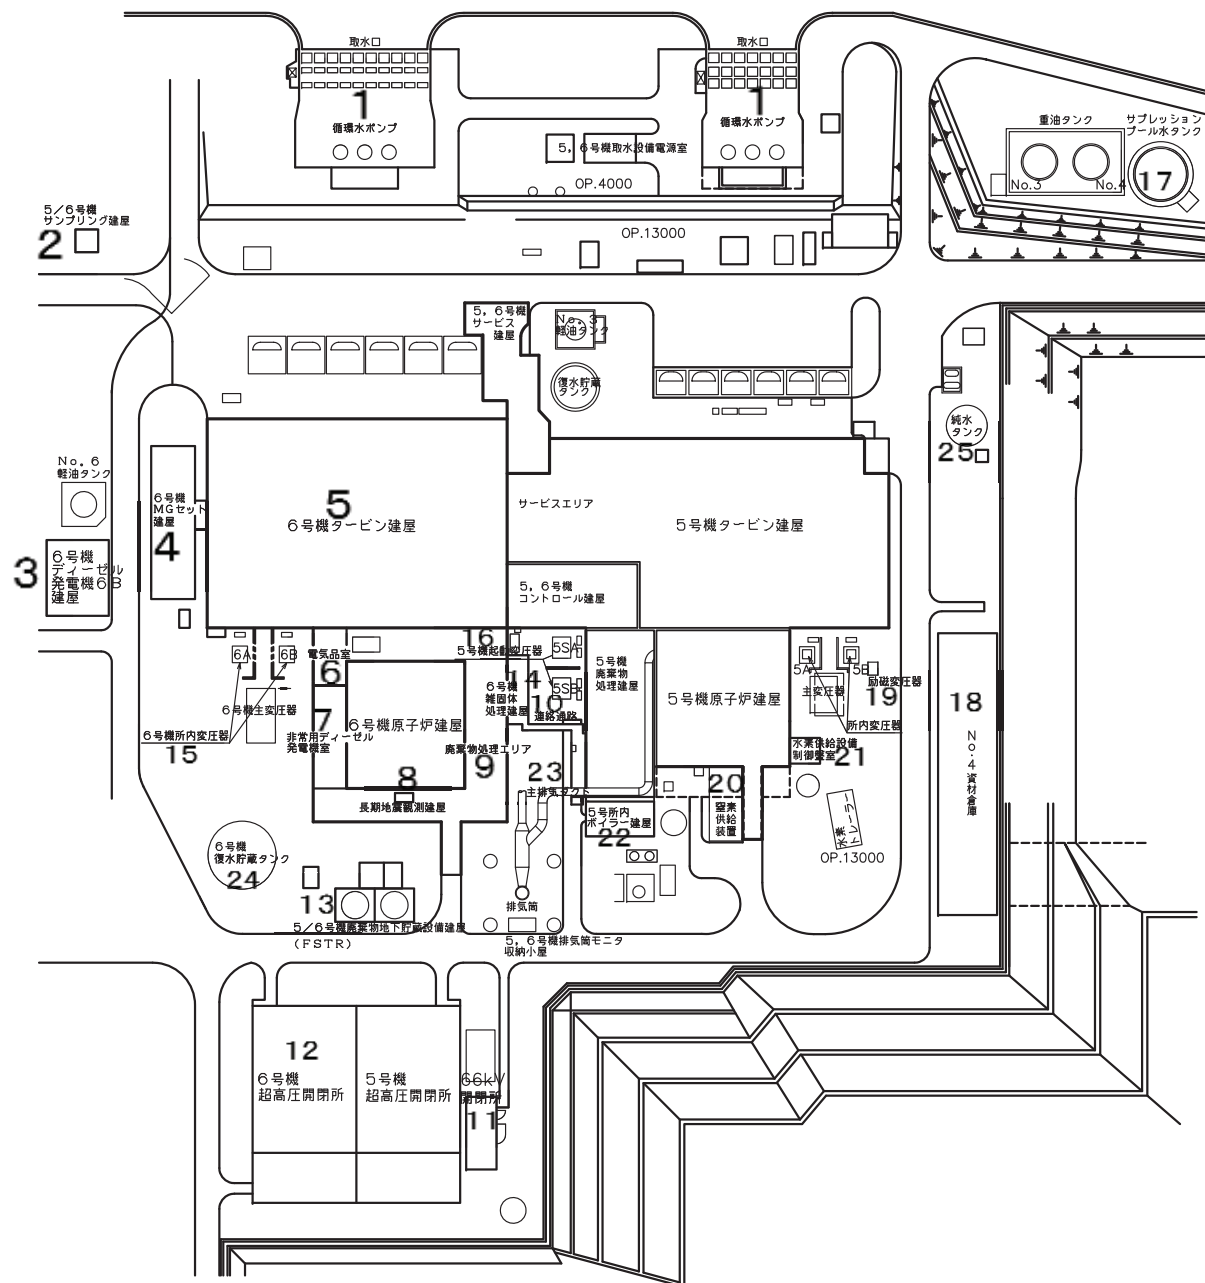 取水口
取水口
1
1
循環水ポンプ
循環水ポンプ
重油タンク
サプレッション
プール水タンク
No.3
No.4
17
5，6号機取水設備電源室
OP.4000
5／6号機
サンプリング建屋
2
OP.13000
5，6号機
サービス
建屋
No．3
軽油タンク
復水貯蔵
タンク
純水
タンク
25
No．6
軽油タンク
6号機
MGセット
建屋
4
5
6号機タービン建屋
サービスエリア
5号機タービン建屋
3
6号機
ディーゼル
発電機6B
建屋
5，6号機
コントロール建屋
6A
6B
電気品室
6
16
5号機起動変圧器
5SA
5SB
14
10
連絡通路
6号機
雑固体
処理建屋
5号機
廃棄物
処理建屋
5号機原子炉建屋
5A
5B
主変圧器
励磁変圧器
19
所内変圧器
18
No．4資材倉庫
6号機主変圧器
6号機所内変圧器
15
7
非常用ディーゼル
発電機室
6号機原子炉建屋
廃棄物処理エリア
9
8
長期地震観測建屋
23
主排気ダクト
水素供給設備
制御盤室
21
20
窒素
供給
装置
5号所内
ボイラー建屋
22
水素
トレーラー
OP.13000
6号機
復水貯蔵タンク
24
13
5／6号機廃棄物地下貯蔵設備建屋
(FSTR)
排気筒
5，6号機排気筒モニタ
収納小屋
12
6号機
超高圧開閉所
5号機
超高圧開閉所
66kV
開閉所
11